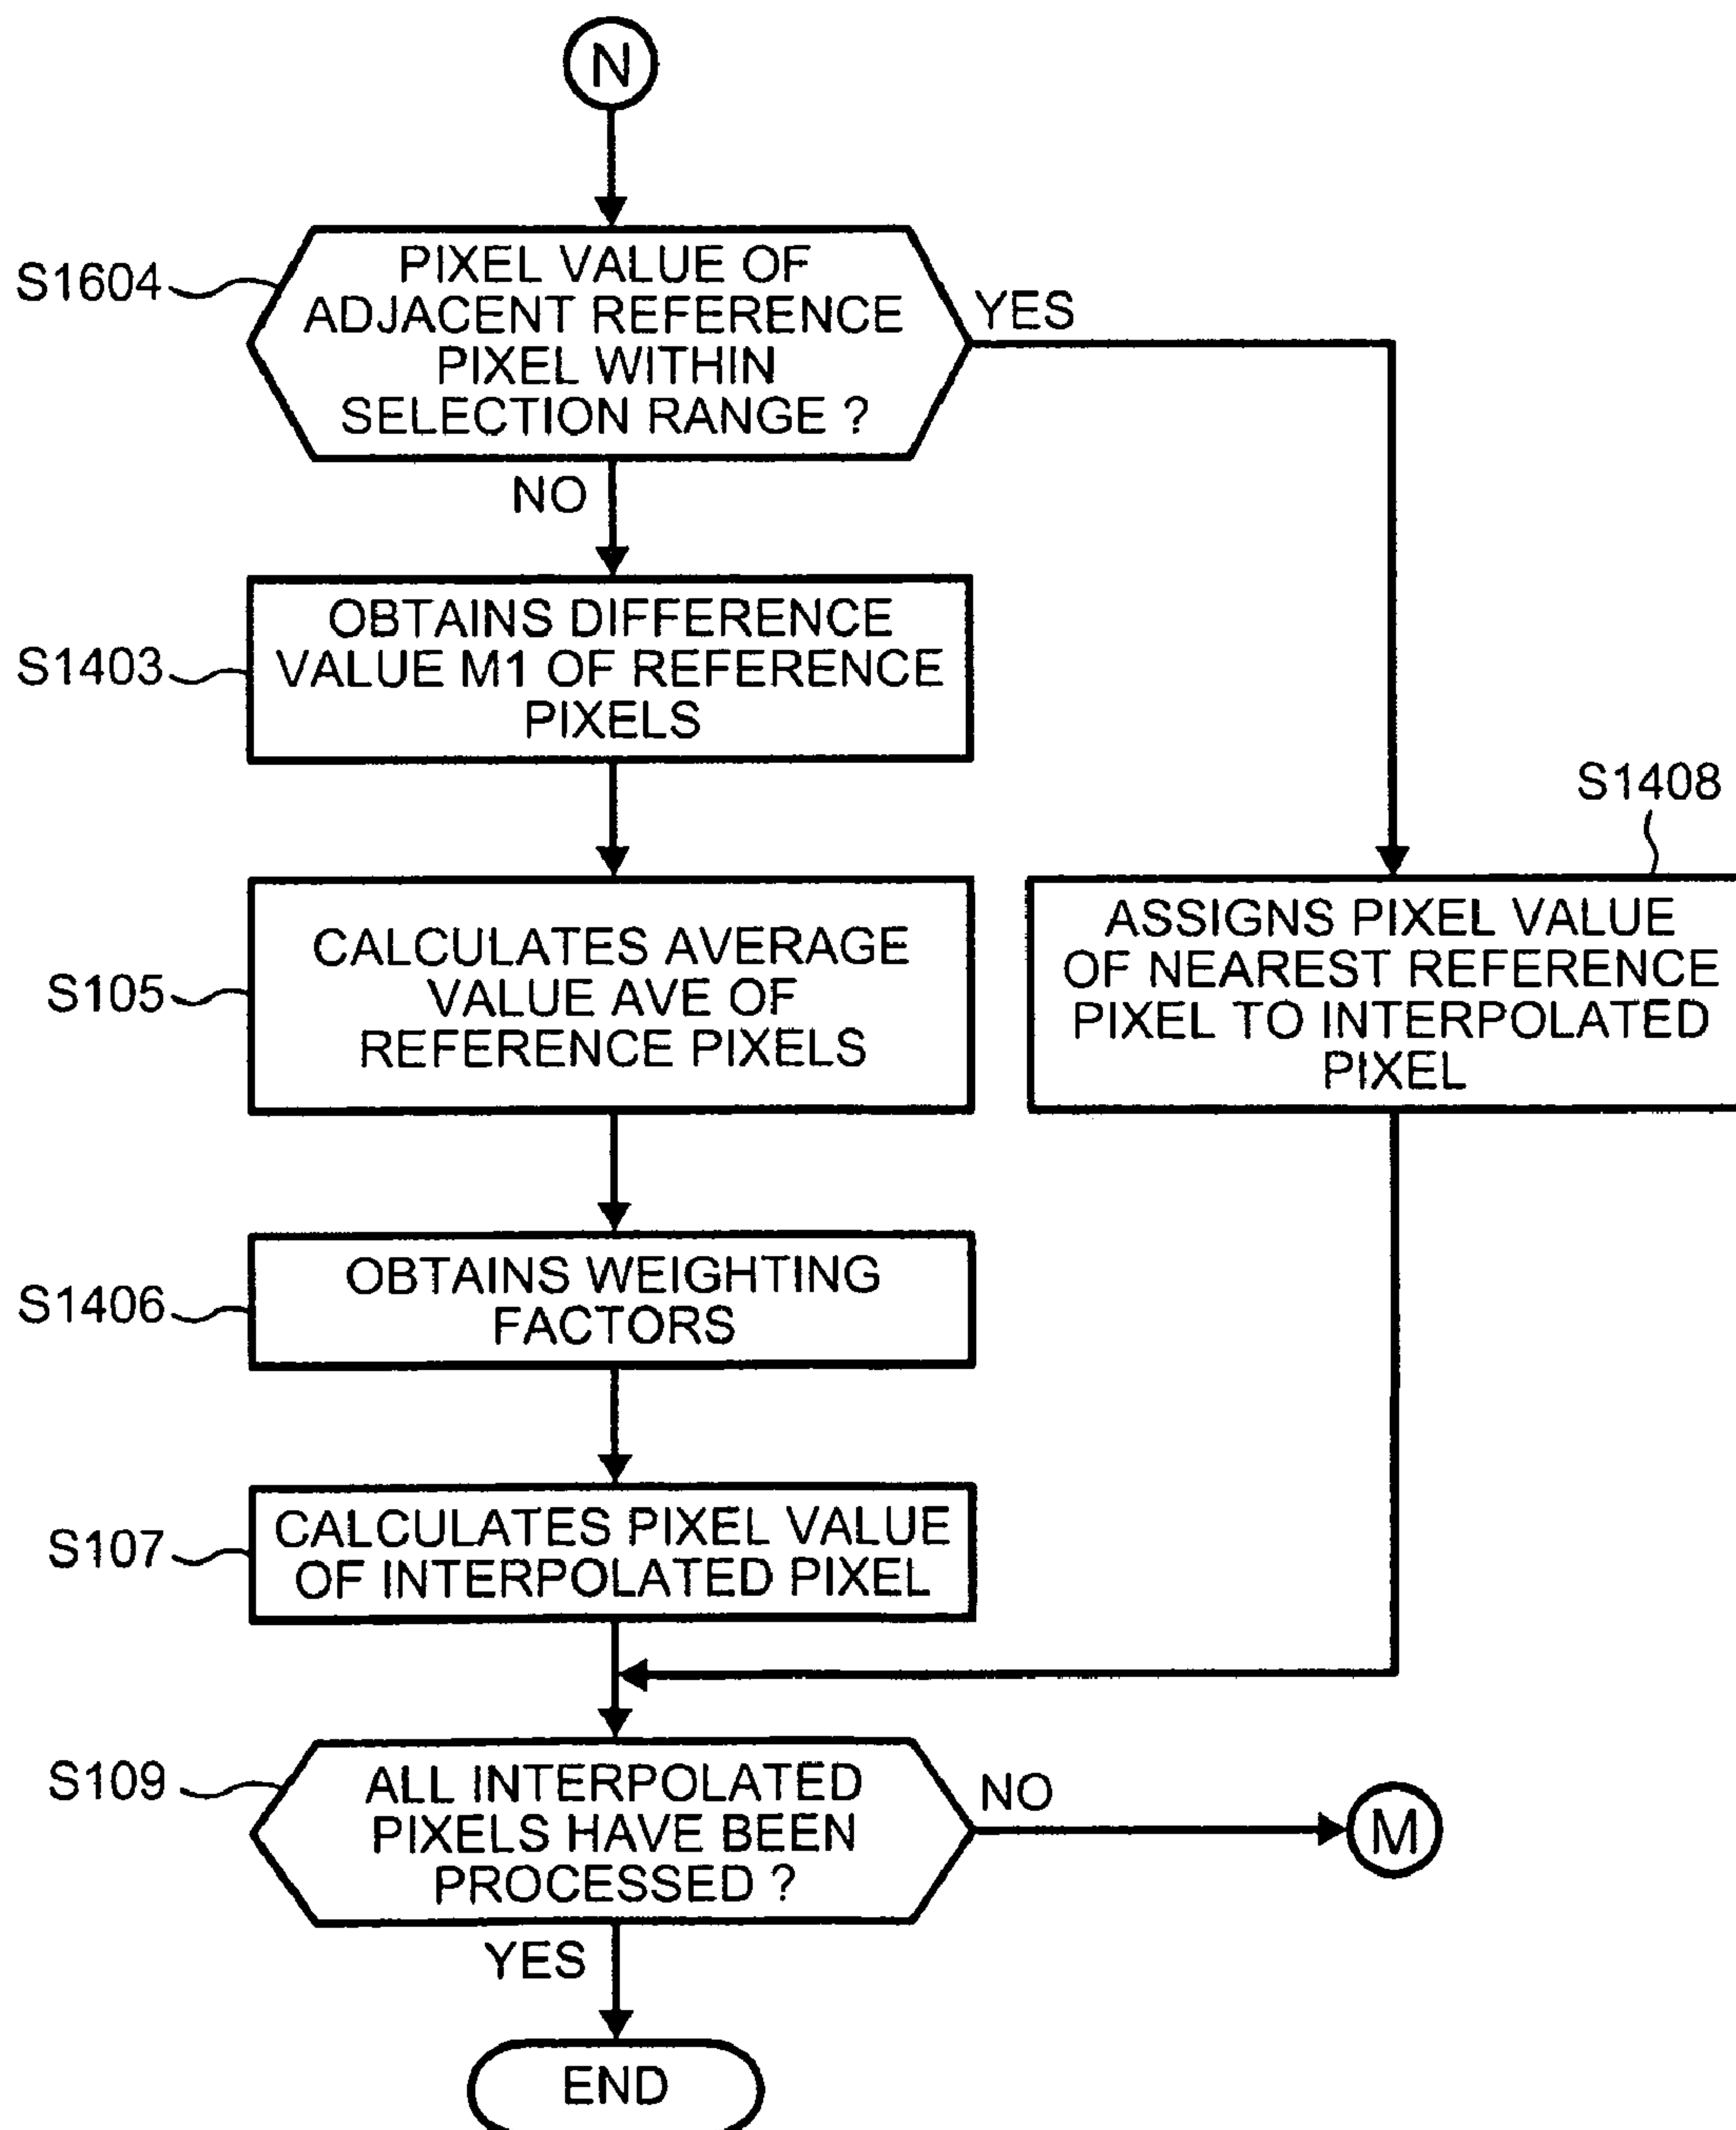 N
S1604
PIXEL VALUE OF
ADJACENT REFERENCE
PIXEL WITHIN
SELECTION RANGE ?
YES
NO
S1403
OBTAINS DIFFERENCE
VALUE M1 OF REFERENCE
PIXELS
S1408
ASSIGNS PIXEL VALUE
OF NEAREST REFERENCE
PIXEL TO INTERPOLATED
PIXEL
S105
CALCULATES AVERAGE
VALUE AVE OF
REFERENCE PIXELS
S1406
OBTAINS WEIGHTING
FACTORS
S107
CALCULATES PIXEL VALUE
OF INTERPOLATED PIXEL
S109
ALL INTERPOLATED
PIXELS HAVE BEEN
PROCESSED ?
NO
M
YES
END